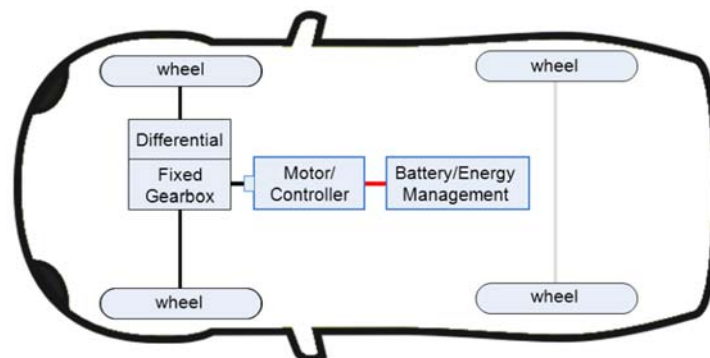 wheel
wheel
Differential
Fixed
Gearbox
Motor/
Controller
Battery/Energy
Management
wheel
wheel